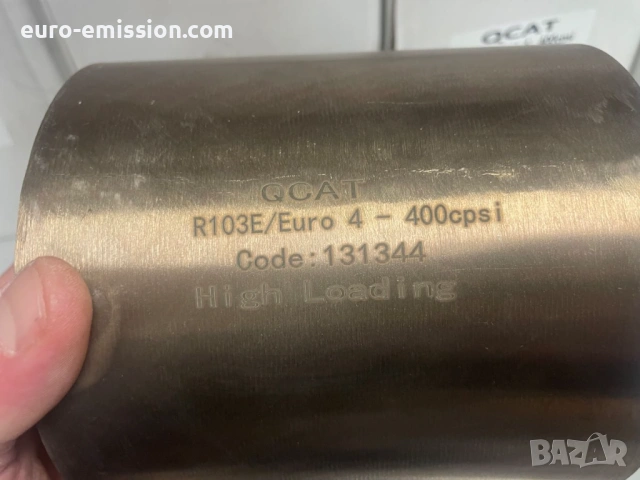 euro-emission.com
QCAT
QCAT
R103E/Euro 4 - 400cpsi
Code:131344
High Loading
BAZAR